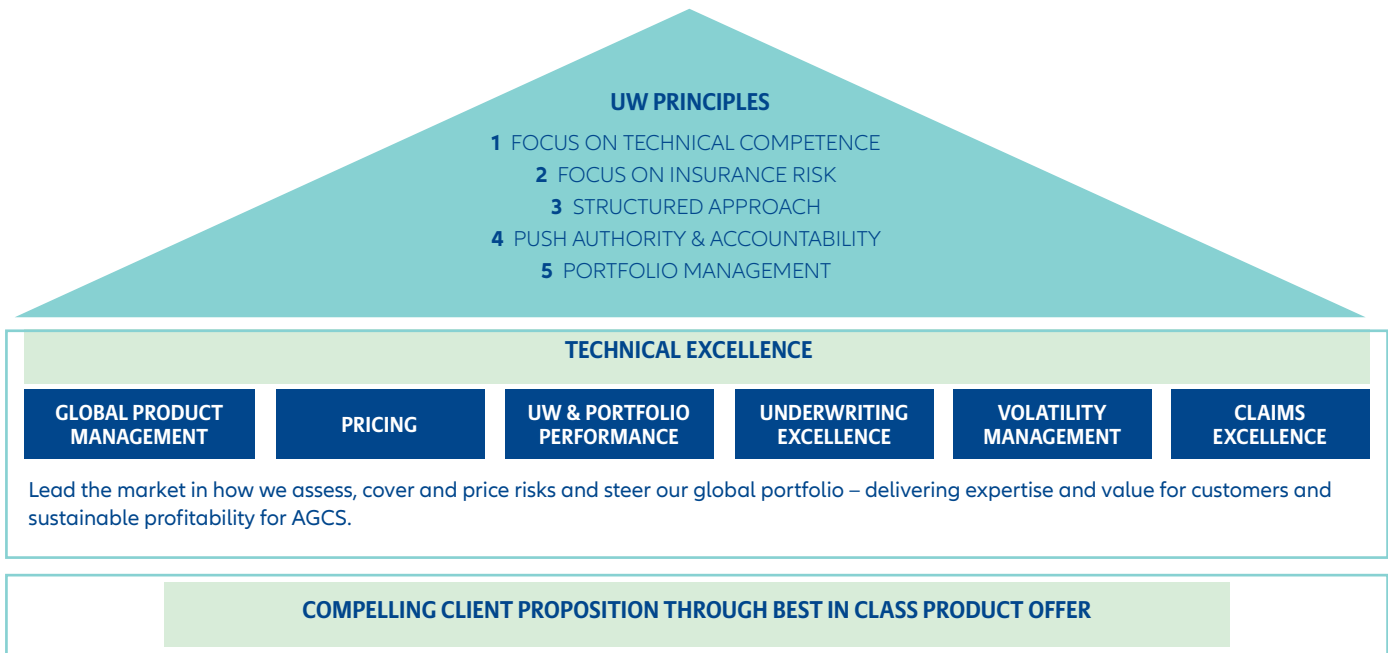 UW PRINCIPLES
1 FOCUS ON TECHNICAL COMPETENCE
2 FOCUS ON INSURANCE RISK
3 STRUCTURED APPROACH
4 PUSH AUTHORITY & ACCOUNTABILITY
5 PORTFOLIO MANAGEMENT
TECHNICAL EXCELLENCE
GLOBAL PRODUCT
MANAGEMENT
PRICING
UW & PORTFOLIO
PERFORMANCE
UNDERWRITING
EXCELLENCE
VOLATILITY
MANAGEMENT
CLAIMS
EXCELLENCE
Lead the market in how we assess, cover and price risks and steer our global portfolio – delivering expertise and value for customers and
sustainable profitability for AGCS.
COMPELLING CLIENT PROPOSITION THROUGH BEST IN CLASS PRODUCT OFFER